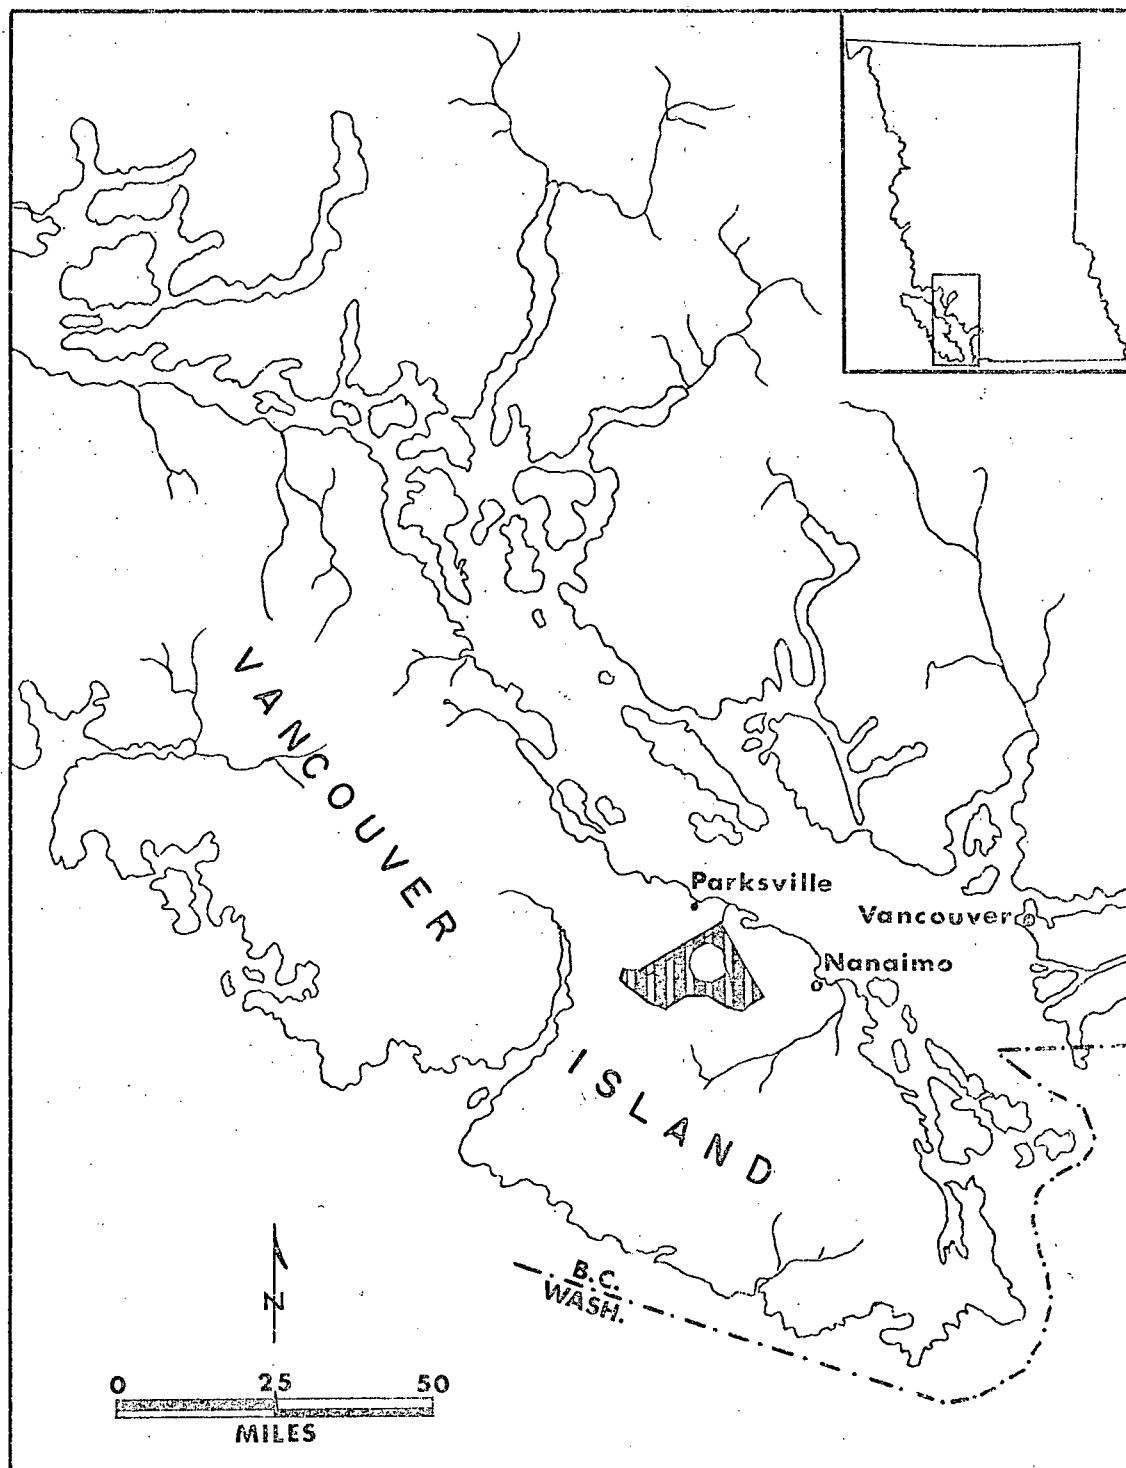 VANCOUVER
ISLAND
Parksville
Vancouver
Nanaimo
B.C.
WASH.
N
0 25 50
MILES